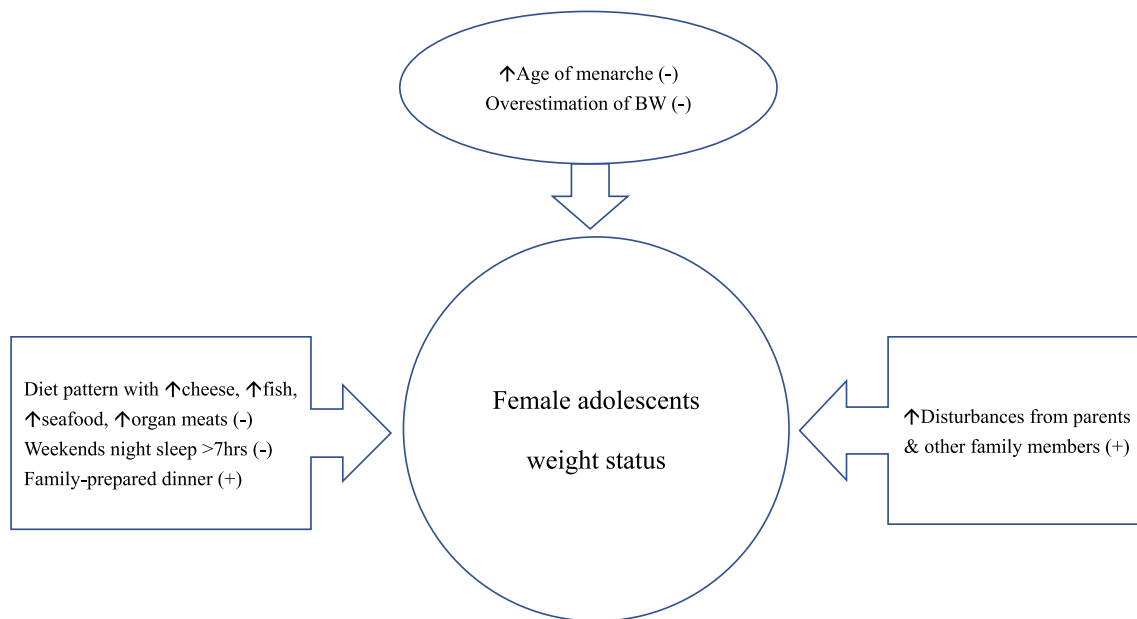 ↑Age of menarche (-)
Overestimation of BW (-)
Diet pattern with ↑cheese, ↑fish,
↑seafood, ↑organ meats (-)
Weekends night sleep >7hrs (-)
Family-prepared dinner (+)
Female adolescents
weight status
↑Disturbances from parents
& other family members (+)